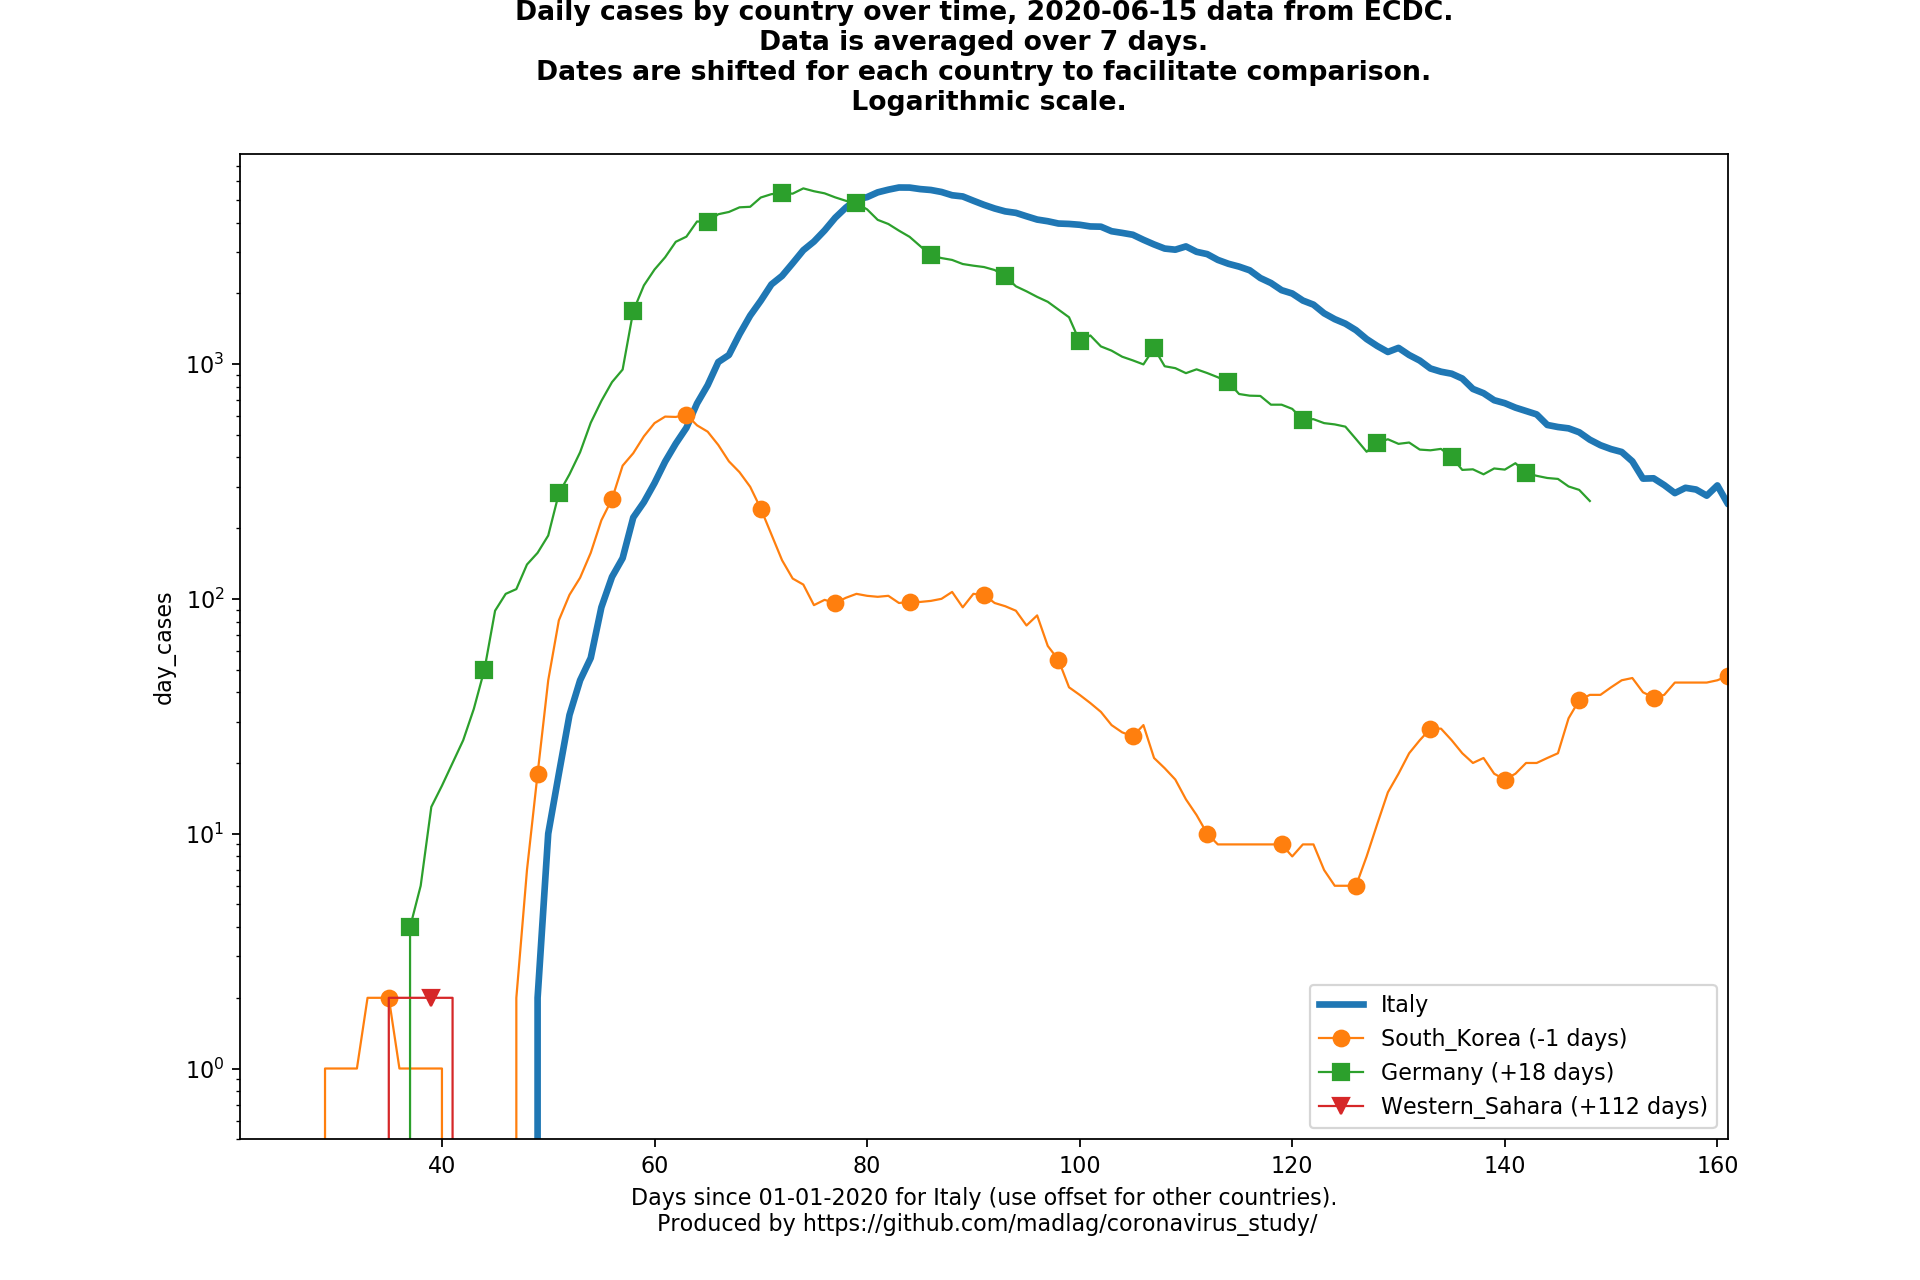 Daily cases by country over time, 2020-06-15 data from ECDC.
Data is averaged over 7 days.
Dates are shifted for each country to facilitate comparison.
Logarithmic scale.
day_cases
10³
10²
10¹
10⁰
Italy
South_Korea (-1 days)
Germany (+18 days)
Western_Sahara (+112 days)
40 60 80 100 120 140 160
Days since 01-01-2020 for Italy (use offset for other countries).
Produced by https://github.com/madlag/coronavirus_study/